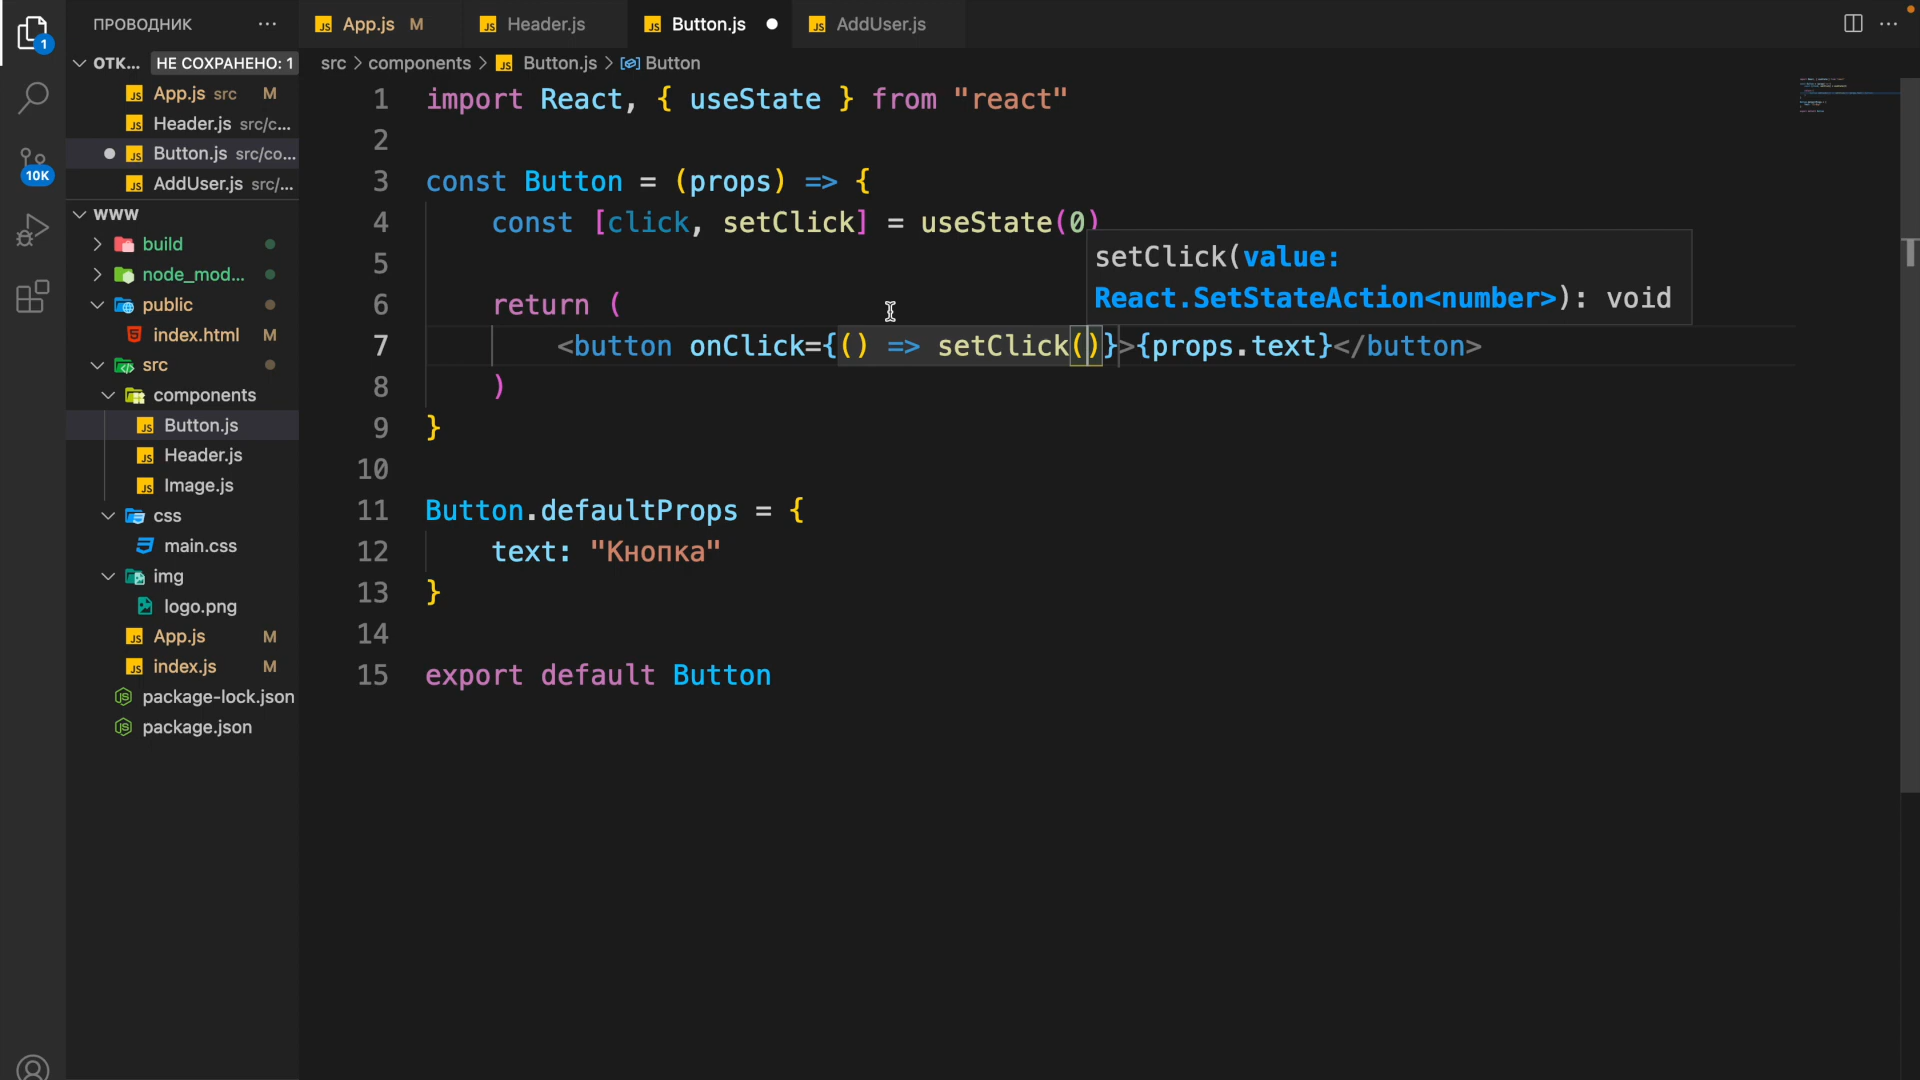 ПРОВОДНИК ···
App.js M
Header.js
Button.js
AddUser.js
1
ОТК... НЕ СОХРАНЕНО: 1
App.js src M
Header.js src/c...
Button.js src/co...
AddUser.js src/...
10K
WWW
build
node_mod...
public
index.html M
src
components
Button.js
Header.js
Image.js
css
main.css
img
logo.png
App.js M
index.js M
package-lock.json
package.json
src > components > Button.js > Button
1 import React, { useState } from "react"
2
3 const Button = (props) => {
4 const [click, setClick] = useState(0)
5
6 return (
7 <button onClick={() => setClick()}>{props.text}</button>
8 )
9 }
10
11 Button.defaultProps = {
12 text: "Кнопка"
13 }
14
15 export default Button
setClick(value:
React.SetStateAction<number>): void